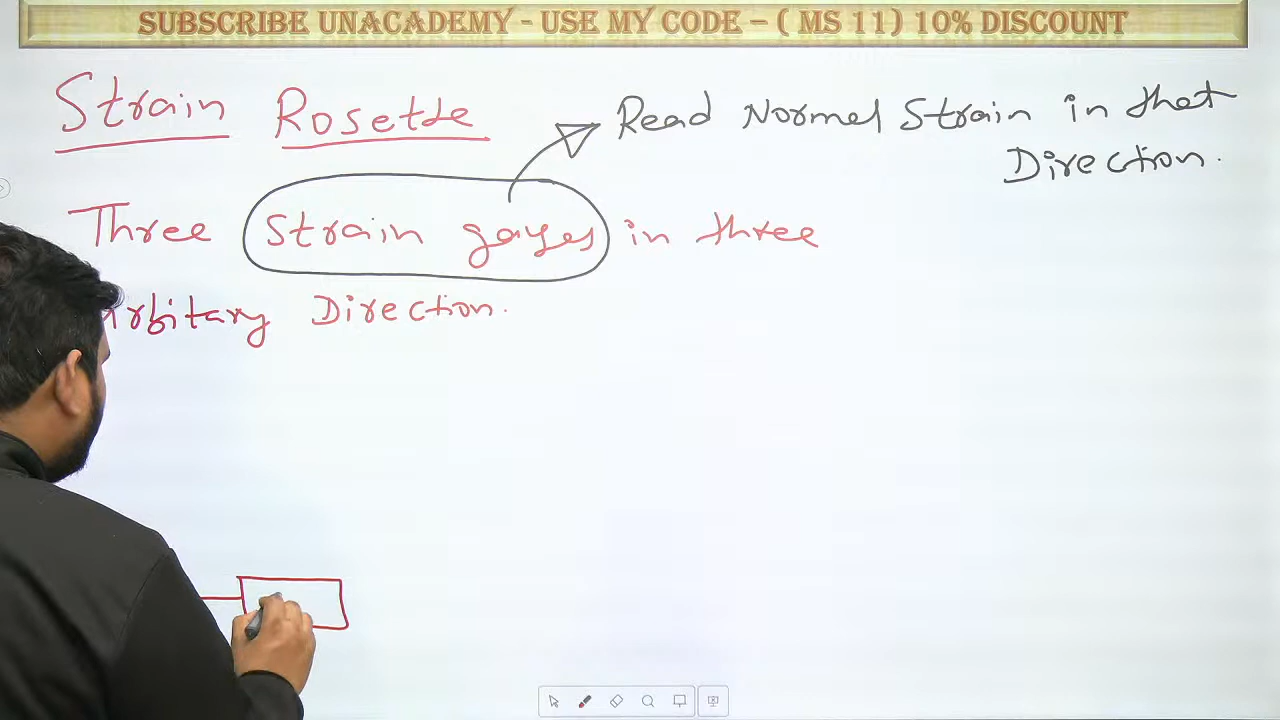 SUBSCRIBE UNACADEMY - USE MY CODE – ( MS 11) 10% DISCOUNT
Strain Rosette
Read Normal Strain in that
Direction.
Three Strain gages in three
arbitary Direction.